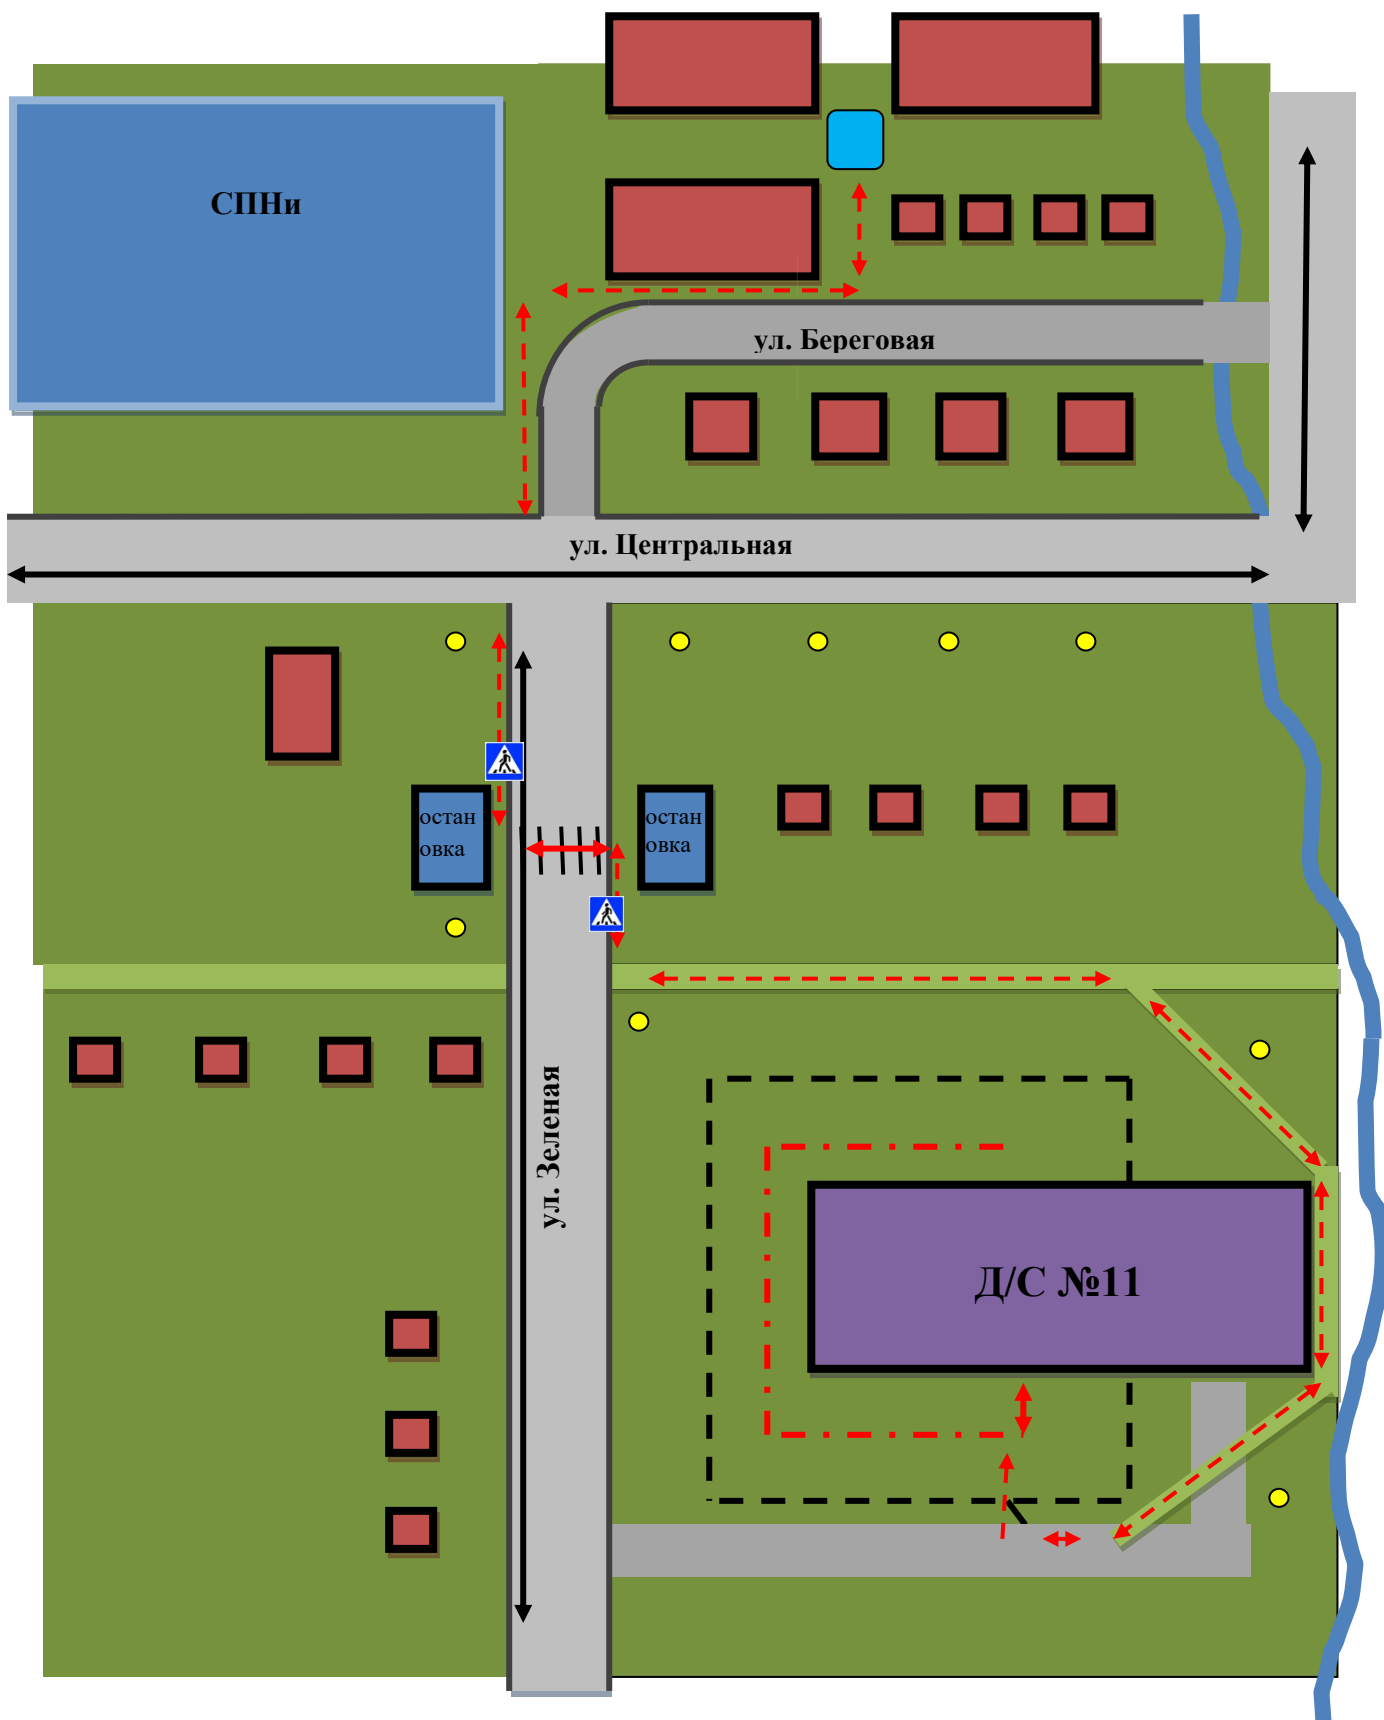 СПНи
ул. Береговая
ул. Центральная
остан
овка
остан
овка
ул. Зеленая
Д/С №11